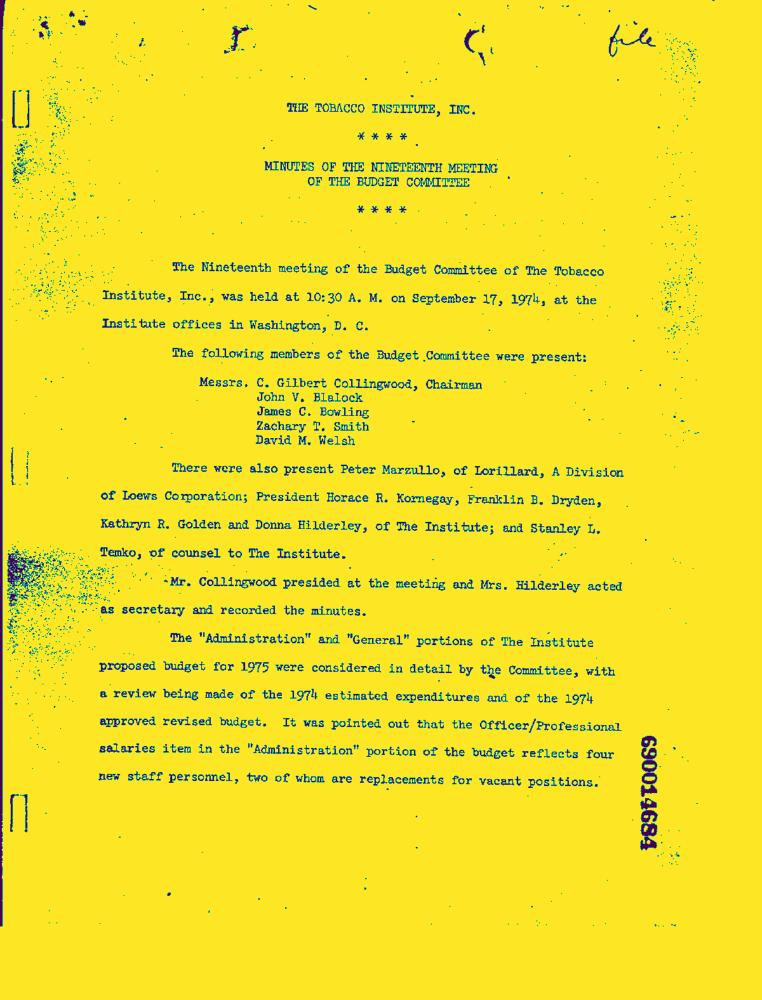 file
THE TOBACCO INSTITUTE, INC.
* * * *
MINUTES OF THE NINETEENTH MEETING
OF THE BUDGET COMMITTEE
* * * *
The Nineteenth meeting of the Budget Committee of The Tobacco
Institute, Inc., was held at 10:30 A. M. on September 17, 1974, at the
Institute offices in Washington, D. C.
The following members of the Budget Committee were present:
Messrs. C. Gilbert Collingwood, Chairman
John V. Blalock
James C. Bowling
Zachary T. Smith
David M. Welsh
There were also present Peter Marzullo, of Lorillard, A Division
of Loews Corporation; President Horace R. Kornegay, Franklin B. Dryden,
Kathryn R. Golden and Donna Hilderley, of The Institute; and Stanley L.
Temko, of counsel to The Institute.
Mr. Collingwood presided at the meeting and Mrs. Hilderley acted
as secretary and recorded the minutes.
The "Administration" and "General" portions of The Institute
proposed budget for 1975 were considered in detail by the Committee, with
a review being made of the 1974 estimated expenditures and of the 1974
approved revised budget. It was pointed out that the Officer/Professional
salaries item in the "Administration" portion of the budget reflects four
new staff personnel, two of whom are replacements for vacant positions.
690014684